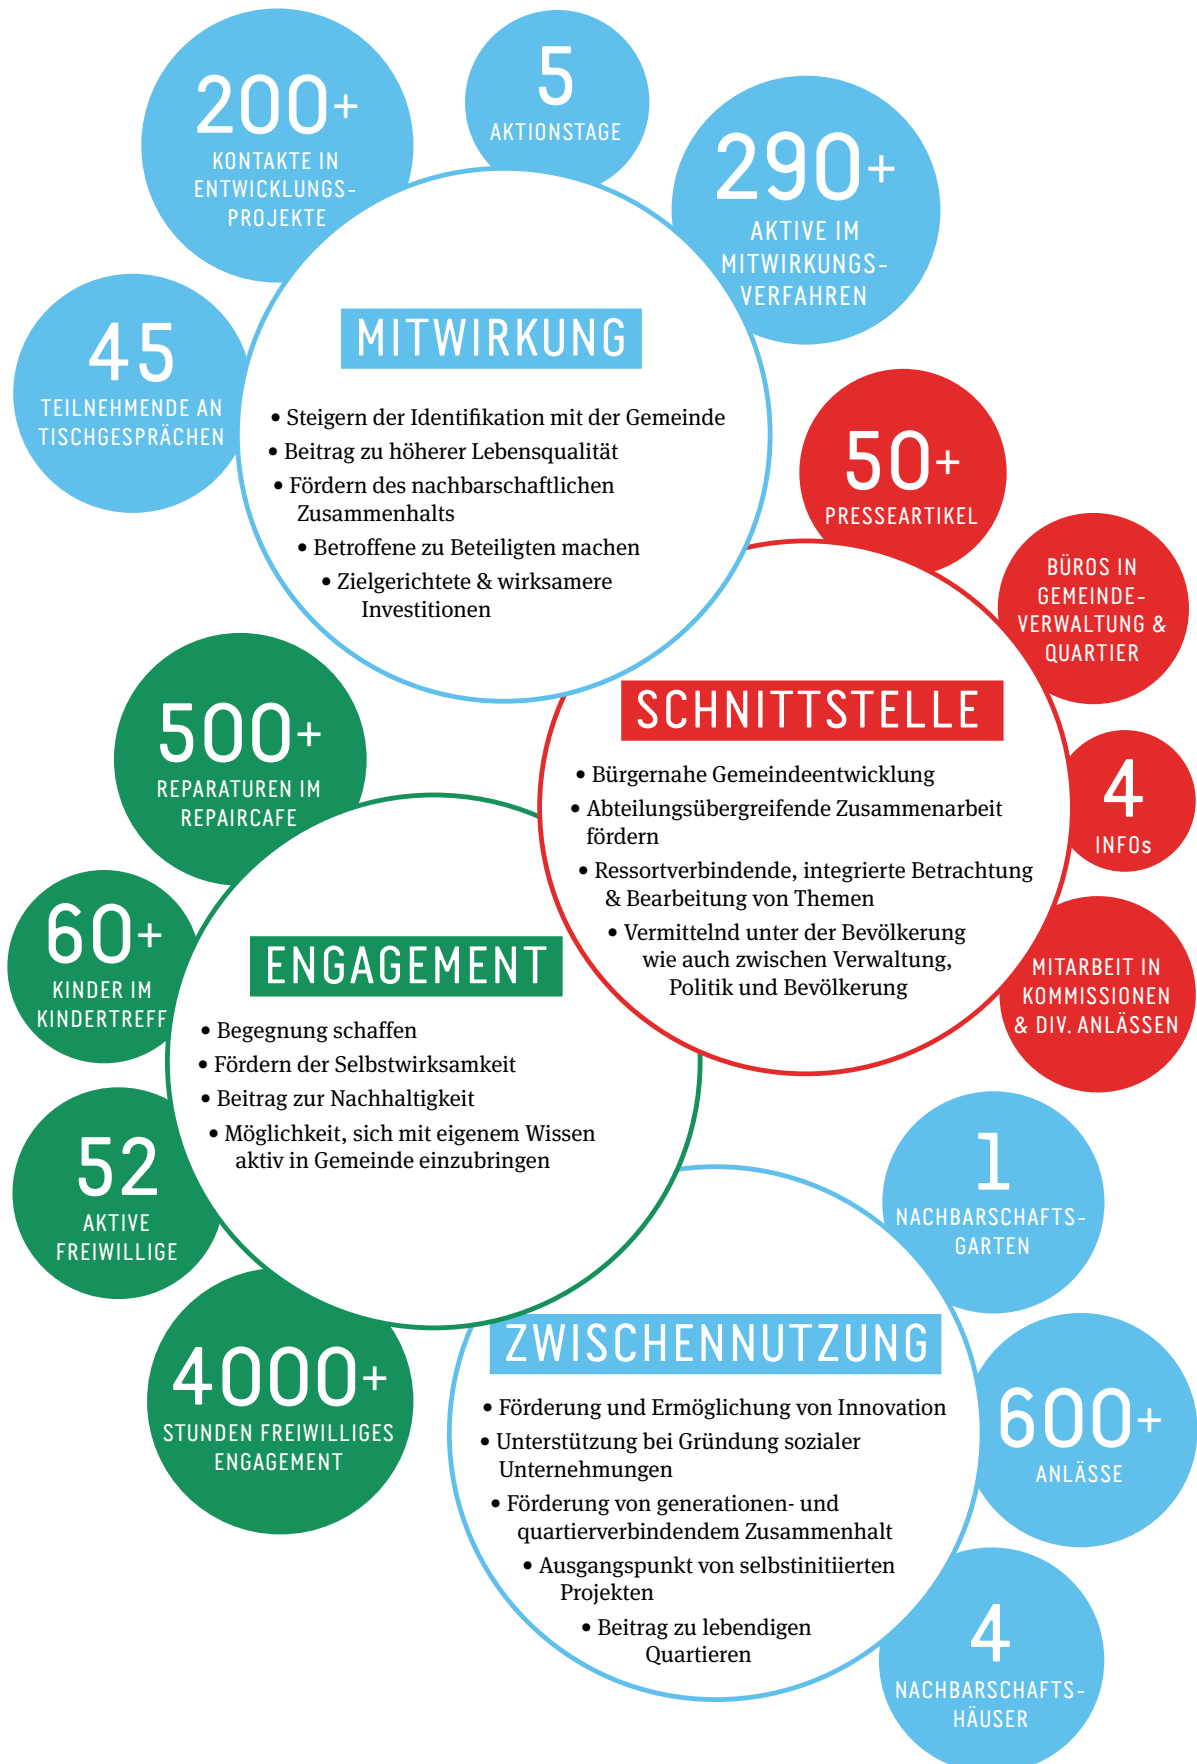 200+
KONTAKTE IN
ENTWICKLUNGS-
PROJEKTE
5
AKTIONSTAGE
290+
AKTIVE IM
MITWIRKUNGS-
VERFAHREN
45
TEILNEHMENDE AN
TISCHGESPRÄCHEN
MITWIRKUNG
• Steigern der Identifikation mit der Gemeinde
• Beitrag zu höherer Lebensqualität
• Fördern des nachbarschaftlichen
Zusammenhalts
• Betroffene zu Beteiligten machen
• Zielgerichtete & wirksamere
Investitionen
50+
PRESSEARTIKEL
BÜROS IN
GEMEINDE-
VERWALTUNG &
QUARTIER
4
INFOs
MITARBEIT IN
KOMMISSIONEN
& DIV. ANLÄSSEN
SCHNITTSTELLE
• Bürgernahe Gemeindeentwicklung
• Abteilungsübergreifende Zusammenarbeit
fördern
• Ressortverbindende, integrierte Betrachtung
& Bearbeitung von Themen
• Vermittelnd unter der Bevölkerung
wie auch zwischen Verwaltung,
Politik und Bevölkerung
500+
REPARATUREN IM
REPAIRCAFE
60+
KINDER IM
KINDERTREFF
52
AKTIVE
FREIWILLIGE
4000+
STUNDEN FREIWILLIGES
ENGAGEMENT
ENGAGEMENT
• Begegnung schaffen
• Fördern der Selbstwirksamkeit
• Beitrag zur Nachhaltigkeit
• Möglichkeit, sich mit eigenem Wissen
aktiv in Gemeinde einzubringen
1
NACHBARSCHAFTS-
GARTEN
600+
ANLÄSSE
4
NACHBARSCHAFTS-
HÄUSER
ZWISCHENNUTZUNG
• Förderung und Ermöglichung von Innovation
• Unterstützung bei Gründung sozialer
Unternehmungen
• Förderung von generationen- und
quartierverbindendem Zusammenhalt
• Ausgangspunkt von selbstinitiierten
Projekten
• Beitrag zu lebendigen
Quartieren